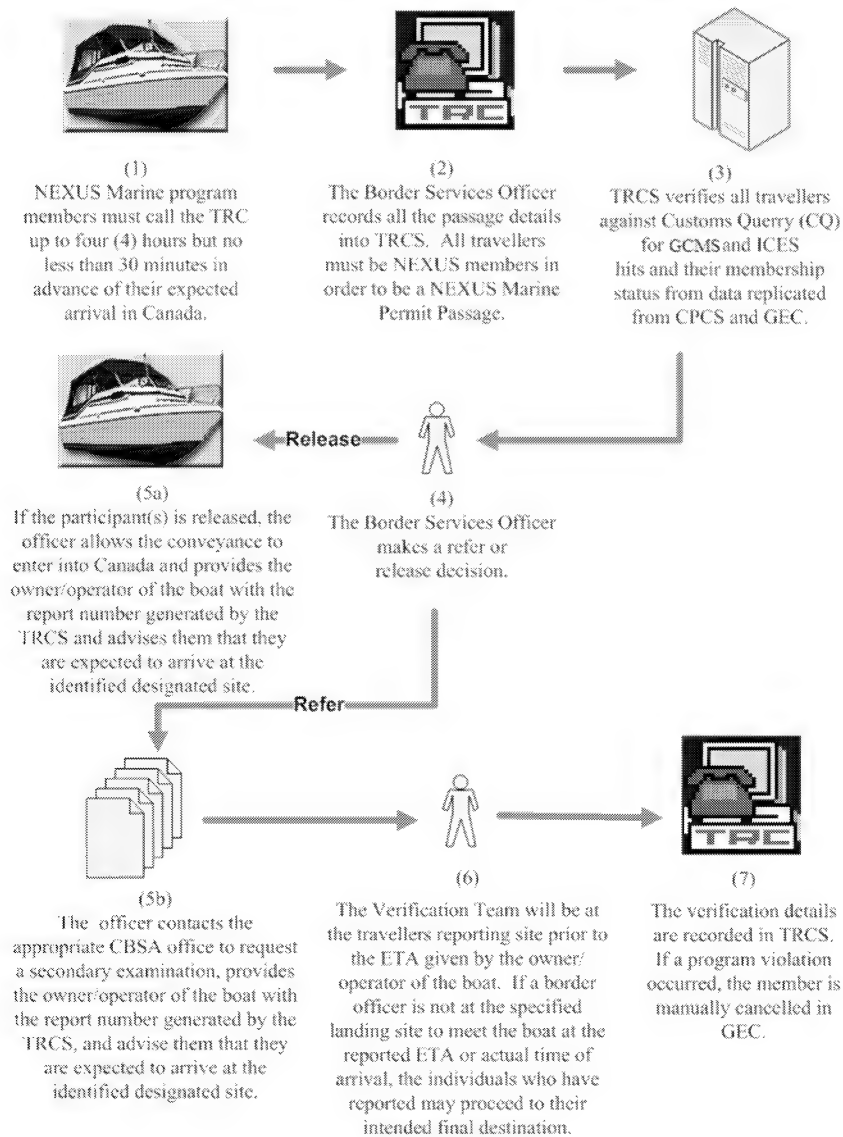 TRC
(1)
NEXUS Marine program
members must call the TRC
up to four (4) hours but no
less than 30 minutes in
advance of their expected
arrival in Canada.
(2)
The Border Services Officer
records all the passage details
into TRCS. All travellers
must be NEXUS members in
order to be a NEXUS Marine
Permit Passage.
(3)
TRCS verifies all travellers
against Customs Querry (CQ)
for GCMS and ICES
hits and their membership
status from data replicated
from CPCS and GEC.
Release
(5a)
If the participant(s) is released, the
officer allows the conveyance to
enter into Canada and provides the
owner/operator of the boat with the
report number generated by the
TRCS and advises them that they
are expected to arrive at the
identified designated site.
(4)
The Border Services Officer
makes a refer or
release decision.
Refer
TRC
(5b)
The officer contacts the
appropriate CBSA office to request
a secondary examination, provides
the owner/operator of the boat with
the report number generated by the
TRCS, and advise them that they
are expected to arrive at the
identified designated site.
(6)
The Verification Team will be at
the travellers reporting site prior to
the ETA given by the owner/
operator of the boat. If a border
officer is not at the specified
landing site to meet the boat at the
reported ETA or actual time of
arrival, the individuals who have
reported may proceed to their
intended final destination.
(7)
The verification details
are recorded in TRCS.
If a program violation
occurred, the member is
manually cancelled in
GEC.